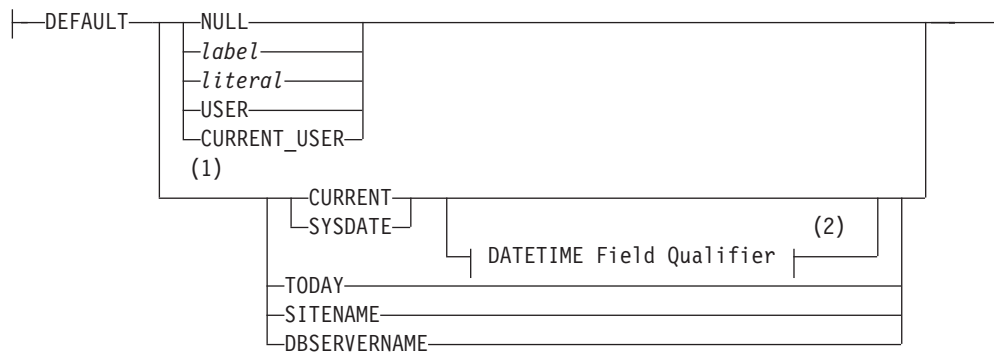 DEFAULT NULL
label
literal
USER
CURRENT_USER
(1)
CURRENT
SYSDATE
(2)
DATETIME Field Qualifier
TODAY
SITENAME
DBSERVERNAME